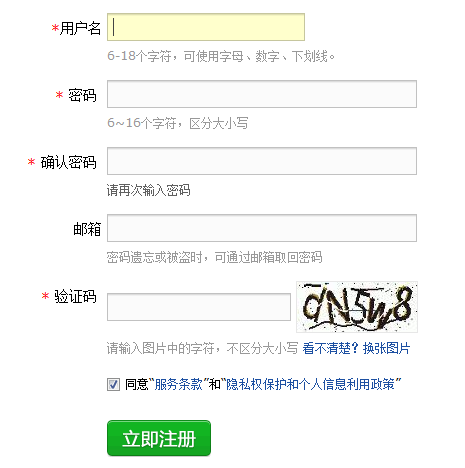 *用户名
6-18个字符，可使用字母、数字、下划线。
* 密码
6~16个字符，区分大小写
* 确认密码
请再次输入密码
邮箱
密码遗忘或被盗时，可通过邮箱取回密码
* 验证码
dN5w8
请输入图片中的字符，不区分大小写 看不清楚？换张图片
同意“服务条款”和“隐私权保护和个人信息利用政策”
立即注册